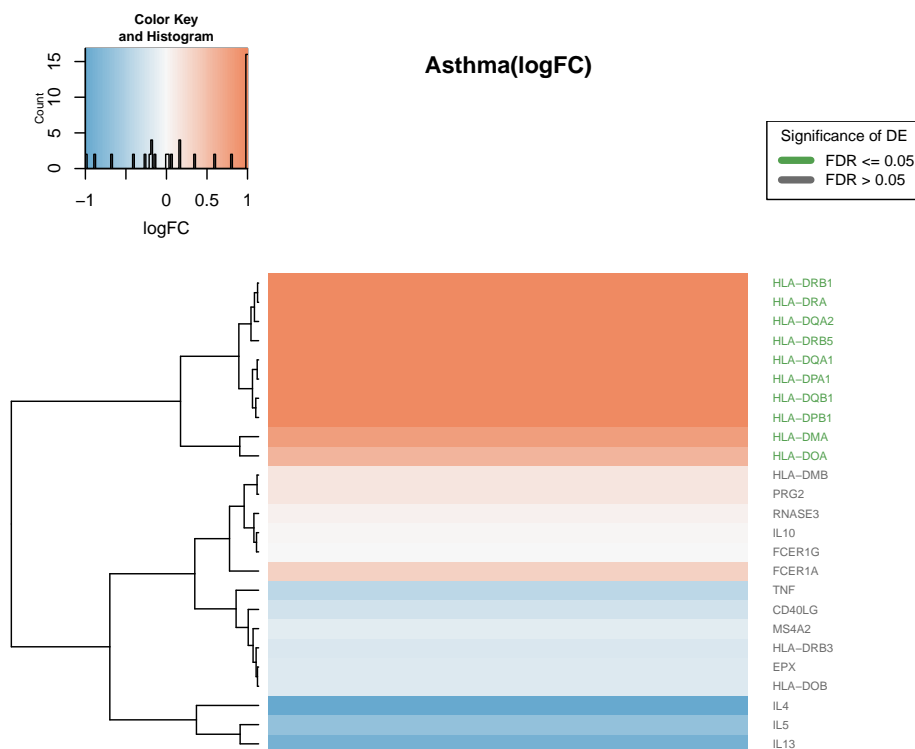 Color Key
and Histogram
Count
0
5
10
15
−1
0
0.5
1
logFC
Asthma(logFC)
Significance of DE
FDR <= 0.05
FDR > 0.05
HLA−DRB1
HLA−DRA
HLA−DQA2
HLA−DRB5
HLA−DQA1
HLA−DPA1
HLA−DQB1
HLA−DPB1
HLA−DMA
HLA−DOA
HLA−DMB
PRG2
RNASE3
IL10
FCER1G
FCER1A
TNF
CD40LG
MS4A2
HLA−DRB3
EPX
HLA−DOB
IL4
IL5
IL13